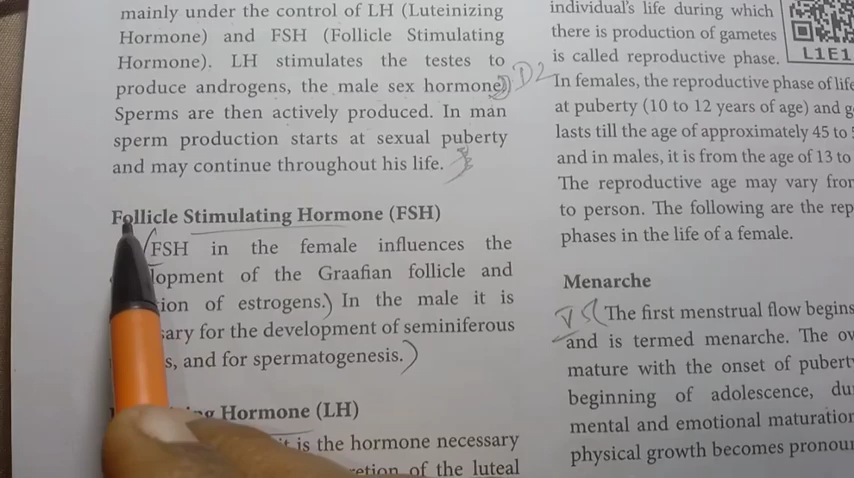 mainly under the control of LH (Luteinizing
Hormone) and FSH (Follicle Stimulating
Hormone). LH stimulates the testes to
produce androgens, the male sex hormone.
Sperms are then actively produced. In man
sperm production starts at sexual puberty
and may continue throughout his life.
Follicle Stimulating Hormone (FSH)
FSH in the female influences the
lopment of the Graafian follicle and
ion of estrogens. In the male it is
sary for the development of seminiferous
s, and for spermatogenesis.
Hormone (LH)
it is the hormone necessary
retion of the luteal
D2
individual's life during which
there is production of gametes
is called reproductive phase.
L1E1
In females, the reproductive phase of life
at puberty (10 to 12 years of age) and g
lasts till the age of approximately 45 to
and in males, it is from the age of 13 to
The reproductive age may vary from
to person. The following are the rep
phases in the life of a female.
Menarche
The first menstrual flow begins
and is termed menarche. The ov
mature with the onset of puberty
beginning of adolescence, du
mental and emotional maturation
physical growth becomes pronoun